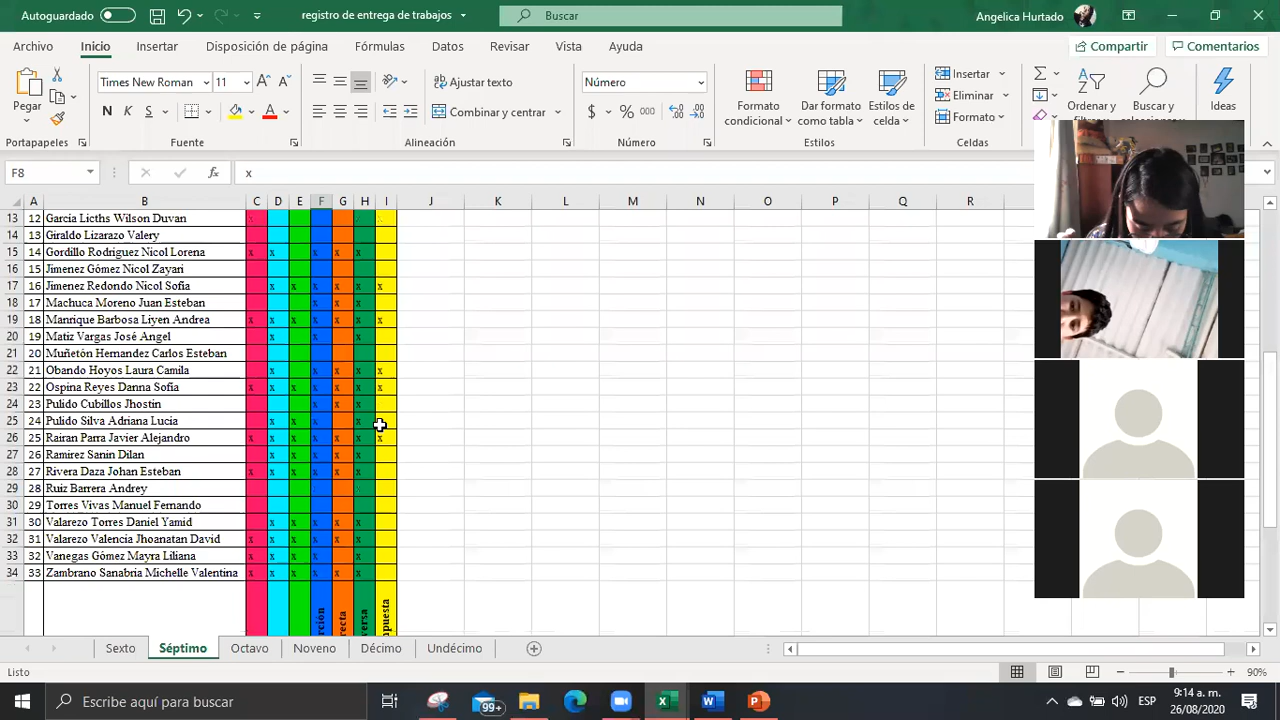 Autoguardado registro de entrega de trabajos Buscar Angelica Hurtado
Archivo Inicio Insertar Disposición de página Fórmulas Datos Revisar Vista Ayuda Compartir Comentarios
Times New Roman 11 Ajustar texto Número Insertar
Pegar N K S Combinar y centrar $ % 000 Formato condicional Dar formato como tabla Estilos de celda Eliminar Formato Ordenar y Buscar y Ideas
Portapapeles Fuente Alineación Número Estilos Celdas
F8 x
A B C D E F G H I J K L M N O P Q R
13 12 García Licths Wilson Duvan
14 13 Giraldo Lizarazo Valery
15 14 Gordillo Rodriguez Nicol Lorena x x x x x
16 15 Jimenez Gómez Nicol Zayari
17 16 Jimenez Redondo Nicol Sofía x x x x x x
18 17 Machuca Moreno Juan Esteban x x x
19 18 Manrique Barbosa Liyen Andrea x x x x x x x
20 19 Matiz Vargas José Angel x x x
21 20 Muñetón Hernandez Carlos Esteban
22 21 Obando Hoyos Laura Camila x x x x x
23 22 Ospina Reyes Danna Sofía x x x x x x x
24 23 Pulido Cubillos Jhostin x x x
25 24 Pulido Silva Adriana Lucia x x x x
26 25 Rairan Parra Javier Alejandro x x x x x x x
27 26 Ramirez Sanin Dilan x x x x x
28 27 Rivera Daza Johan Esteban x x x x x x
29 28 Ruiz Barrera Andrey
30 29 Torres Vivas Manuel Fernando
31 30 Valarezo Torres Daniel Yamid x x x x x
32 31 Valarezo Valencia Jhoanatan David x x x x x x
33 32 Vanegas Gómez Mayra Liliana x x x x x x
34 33 Zambrano Sanabria Michelle Valentina x x x x x x
Sexto Séptimo Octavo Noveno Décimo Undécimo
Listo 90%
Escribe aquí para buscar 99+ ESP 9:14 a. m.
26/08/2020